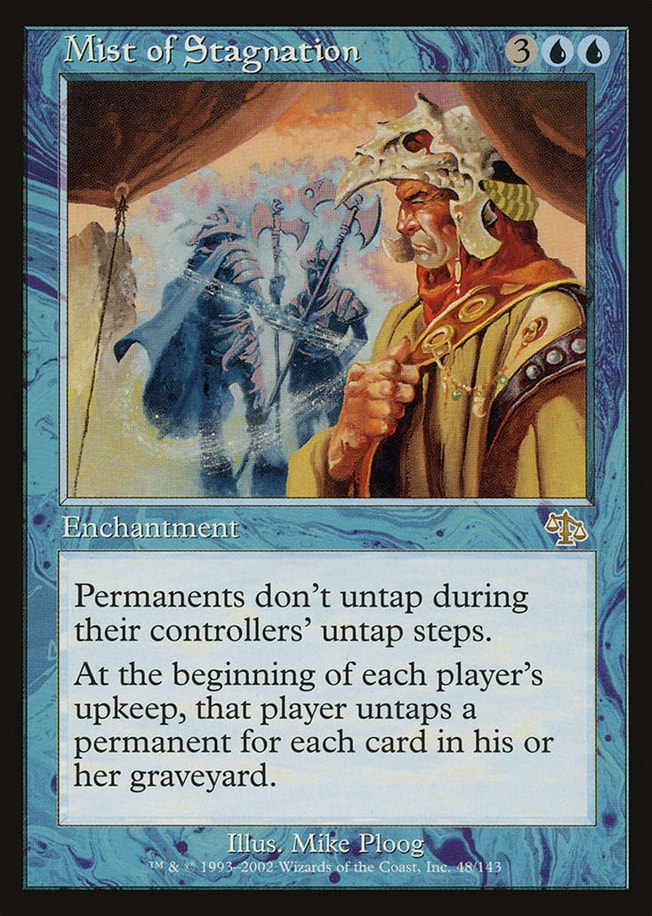 Mist of Stagnation 3
Enchantment
Permanents don't untap during
their controllers' untap steps.
At the beginning of each player's
upkeep, that player untaps a
permanent for each card in his or
her graveyard.
Illus. Mike Ploog
™ & © 1993-2002 Wizards of the Coast, Inc. 48/143